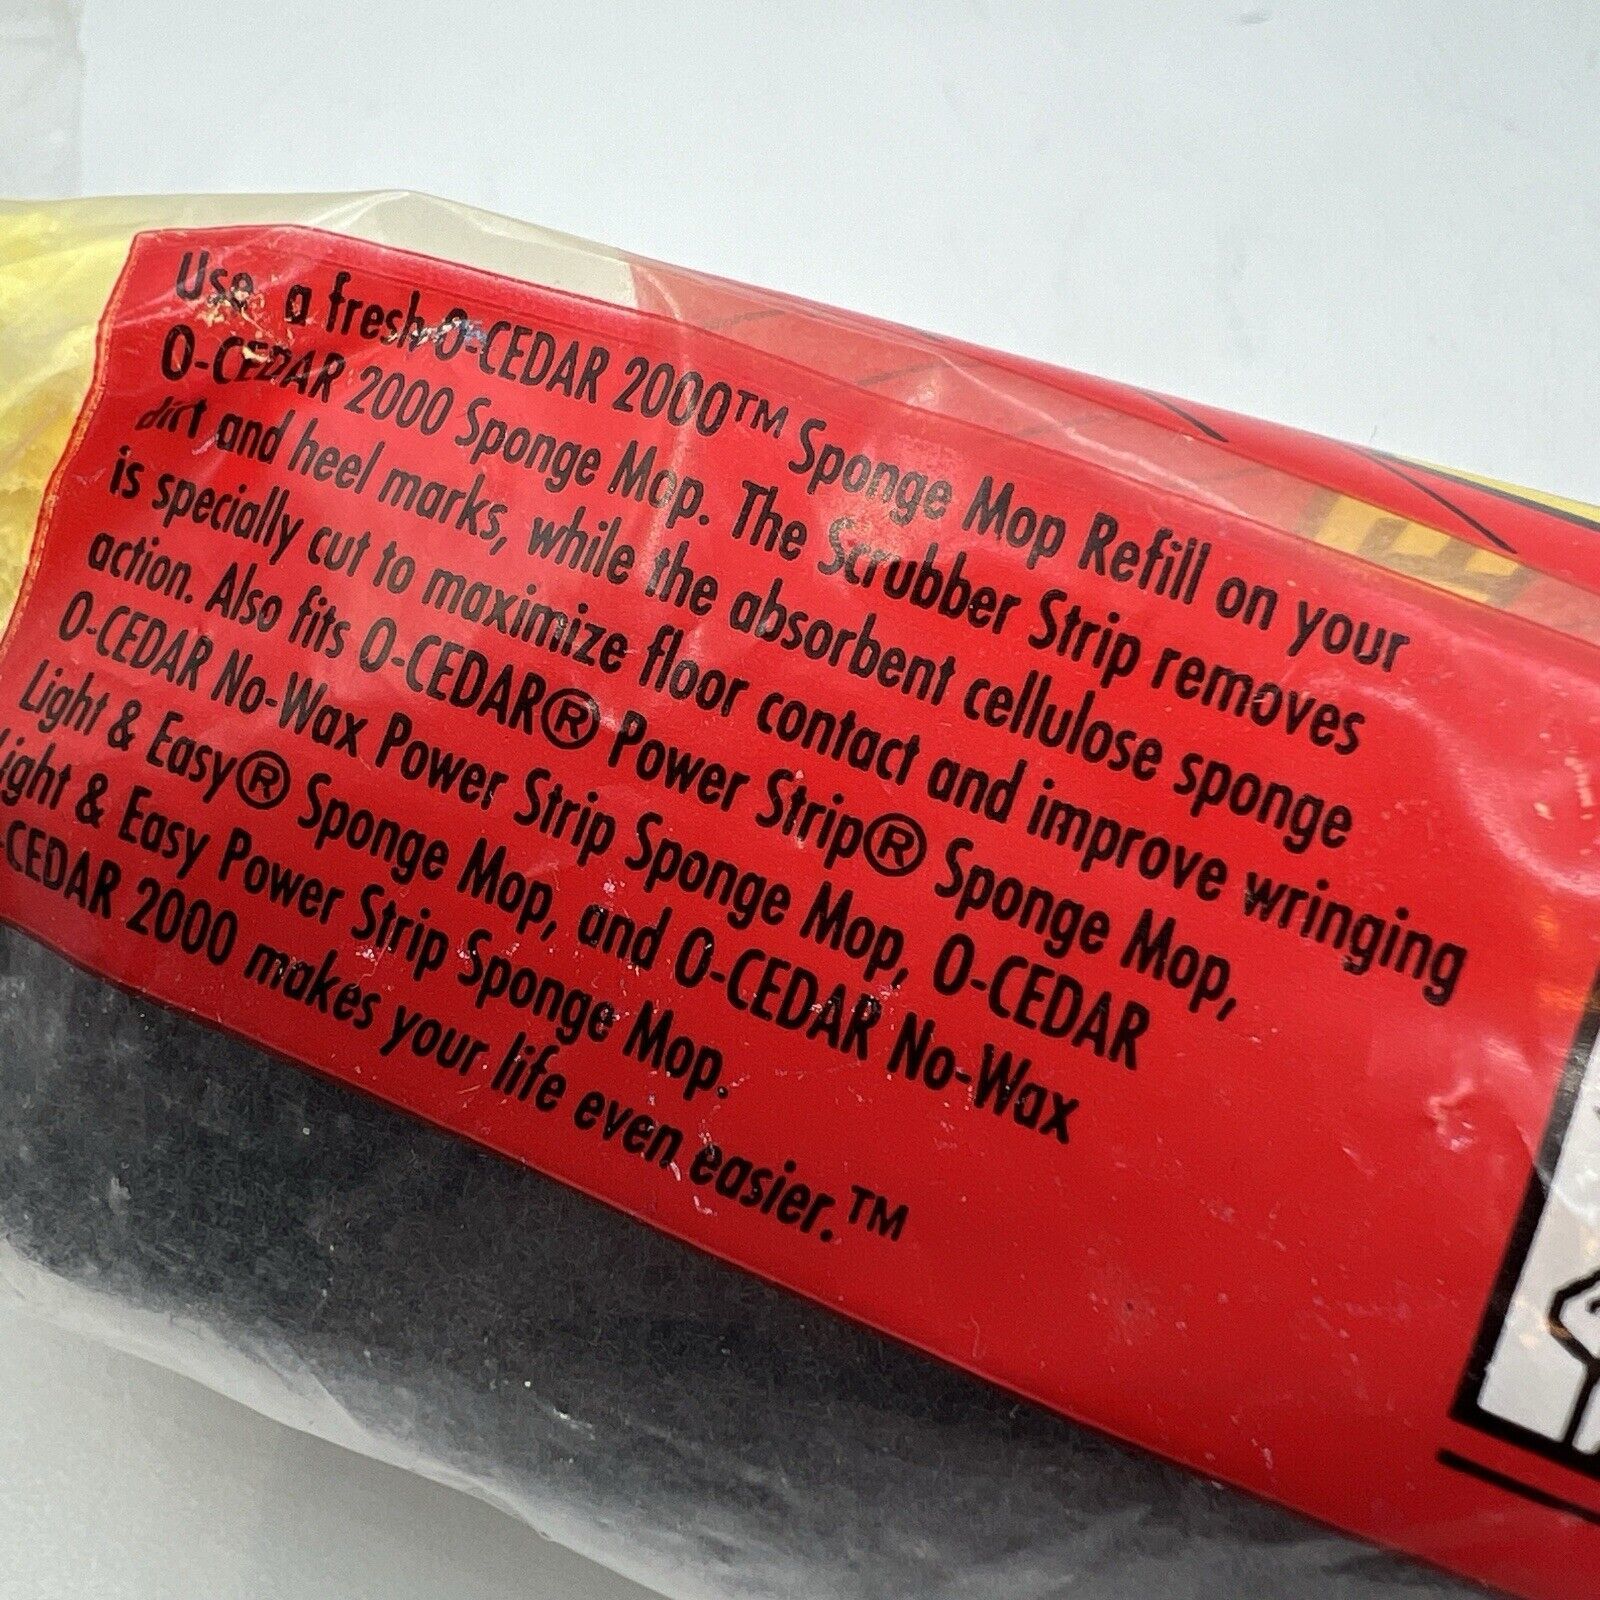 Use a fresh O-CEDAR 2000™ Sponge Mop Refill on your
O-CEDAR 2000 Sponge Mop. The Scrubber Strip removes
dirt and heel marks, while the absorbent cellulose sponge
is specially cut to maximize floor contact and improve wringing
action. Also fits O-CEDAR® Power Strip® Sponge Mop,
O-CEDAR No-Wax Power Strip Sponge Mop, O-CEDAR
Light & Easy® Sponge Mop, and O-CEDAR No-Wax
Light & Easy Power Strip Sponge Mop.
-CEDAR 2000 makes your life even easier.™